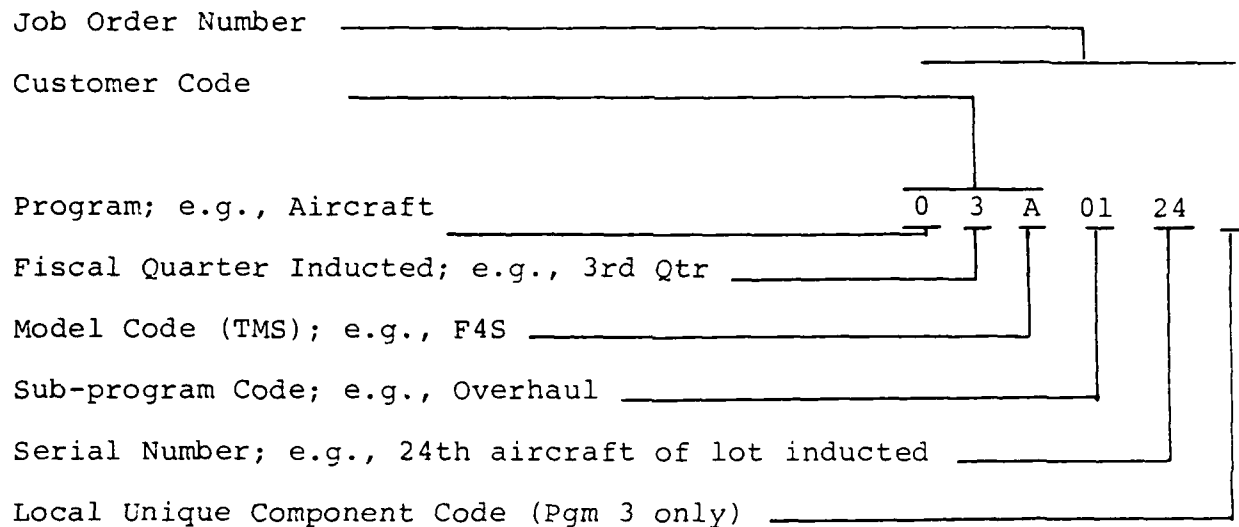 Job Order Number
Customer Code
Program; e.g., Aircraft 0 3 A 01 24
Fiscal Quarter Inducted; e.g., 3rd Qtr
Model Code (TMS); e.g., F4S
Sub-program Code; e.g., Overhaul
Serial Number; e.g., 24th aircraft of lot inducted
Local Unique Component Code (Pgm 3 only)